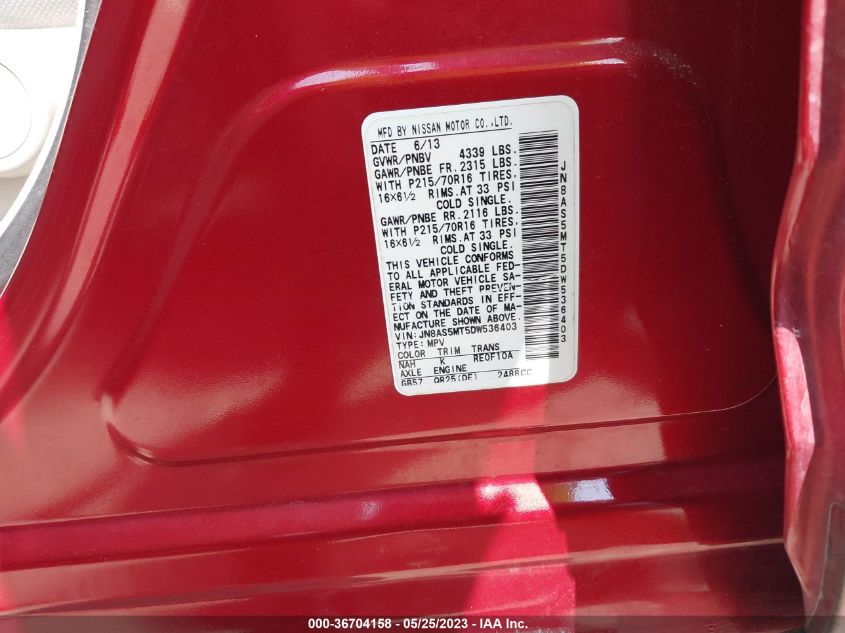 MFD BY NISSAN MOTOR CO.,LTD.
DATE 6/13
GVWR/PNBV 4339 LBS.
GAWR/PNBE FR. 2315 LBS.
WITH P215/70R16 TIRES,
16X6½ RIMS.AT 33 PSI
COLD SINGLE.
GAWR/PNBE RR. 2116 LBS.
WITH P215/70R16 TIRES,
16X6½ RIMS.AT 33 PSI
COLD SINGLE.
THIS VEHICLE CONFORMS
TO ALL APPLICABLE FED-
ERAL MOTOR VEHICLE SA-
FETY AND THEFT PREVEN-
TION STANDARDS IN EFF-
ECT ON THE DATE OF MA-
NUFACTURE SHOWN ABOVE.
VIN: JN8AS5MT5DW536403
TYPE: MPV
COLOR TRIM TRANS
NAH K RE0F10A
AXLE ENGINE
GB57 QR25(DE) 2488CC
JN8AS5MT5DW536403
000-36704158 - 05/25/2023 - U.S.A.